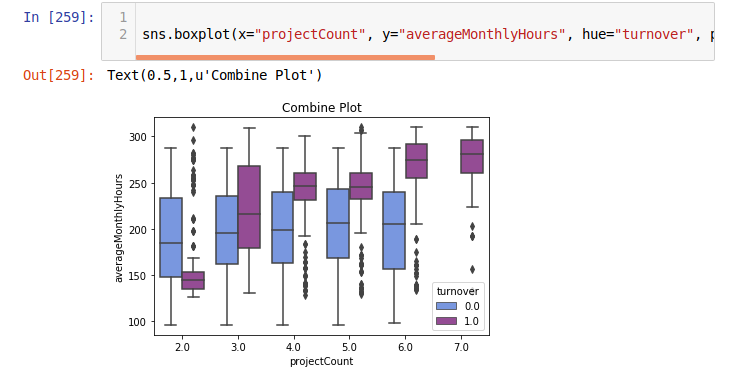 In [259]:
1
2 sns.boxplot(x="projectCount", y="averageMonthlyHours", hue="turnover", p
Out[259]: Text(0.5,1,u'Combine Plot')
Combine Plot
300
250
200
150
100
averageMonthlyHours
turnover
0.0
1.0
2.0 3.0 4.0 5.0 6.0 7.0
projectCount